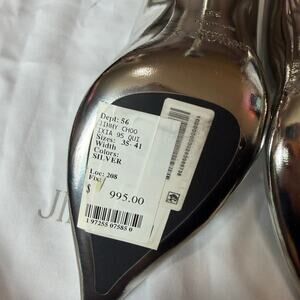 Dept: 56
JIMMY CHOO
IXIA 95 QUI
Sizes: 35- 41
Width
Colors:
SILVER
Loc: 208
Fix:
$ 995.00
1 97255 07585 0
JI